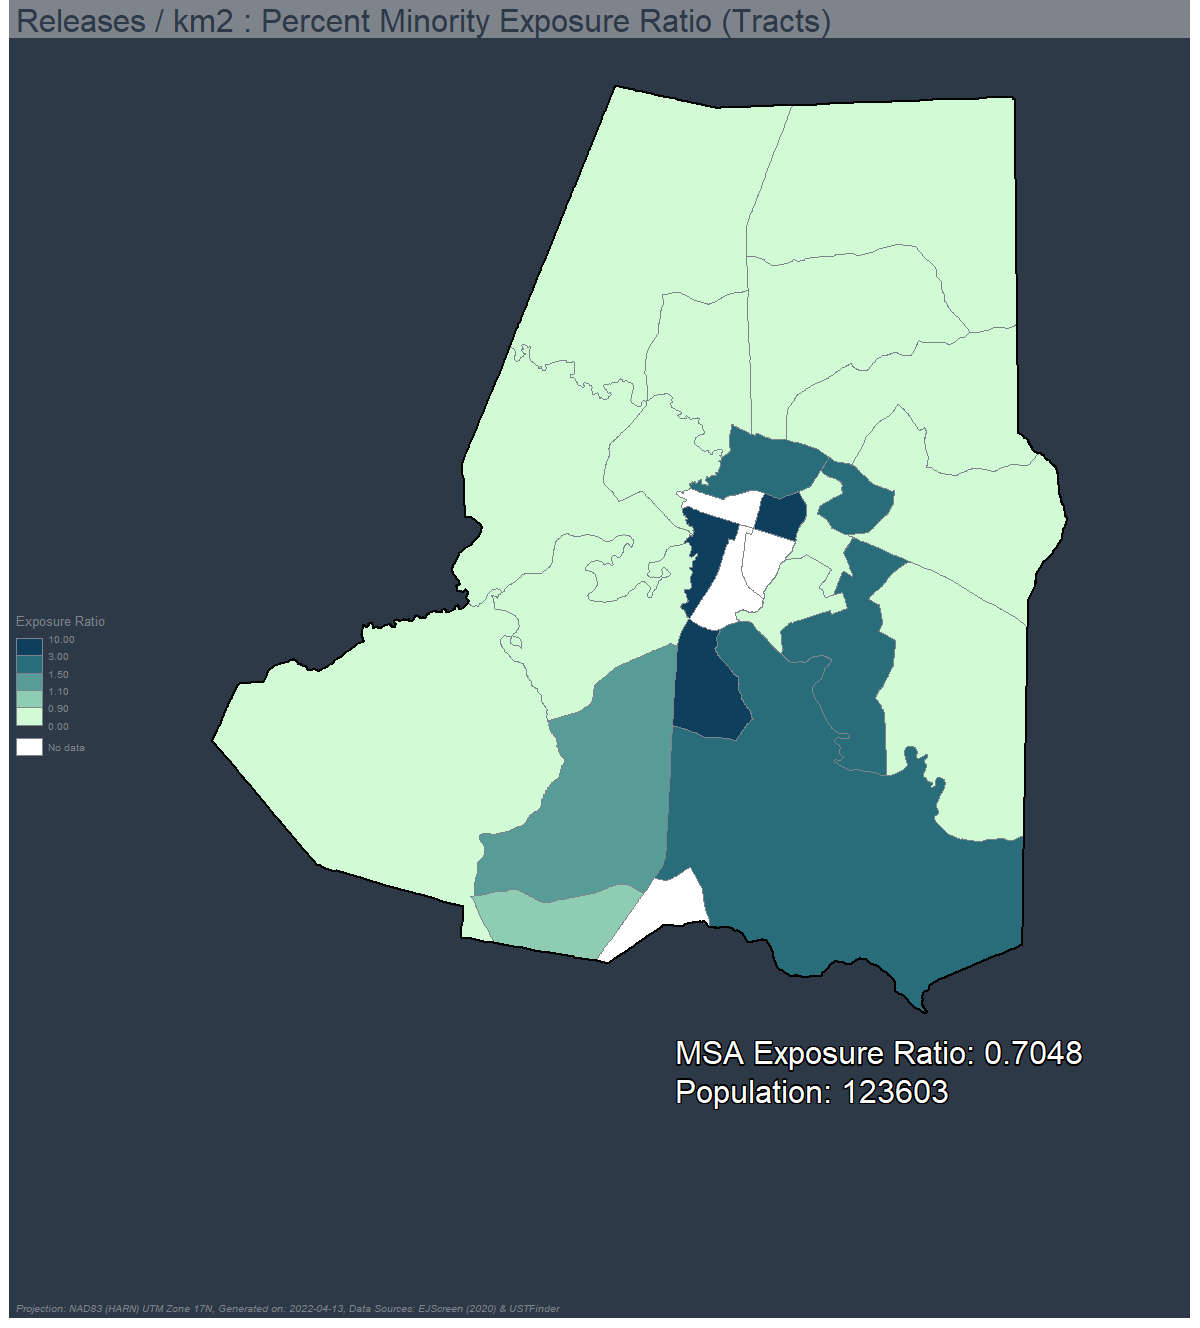 Releases / km2 : Percent Minority Exposure Ratio (Tracts)
Exposure Ratio
10.00
3.00
1.50
1.10
0.90
0.00
No data
MSA Exposure Ratio: 0.7048
Population: 123603
Projection: NAD83 (HARN) UTM Zone 17N, Generated on: 2022-04-13, Data Sources: EJScreen (2020) & USTFinder